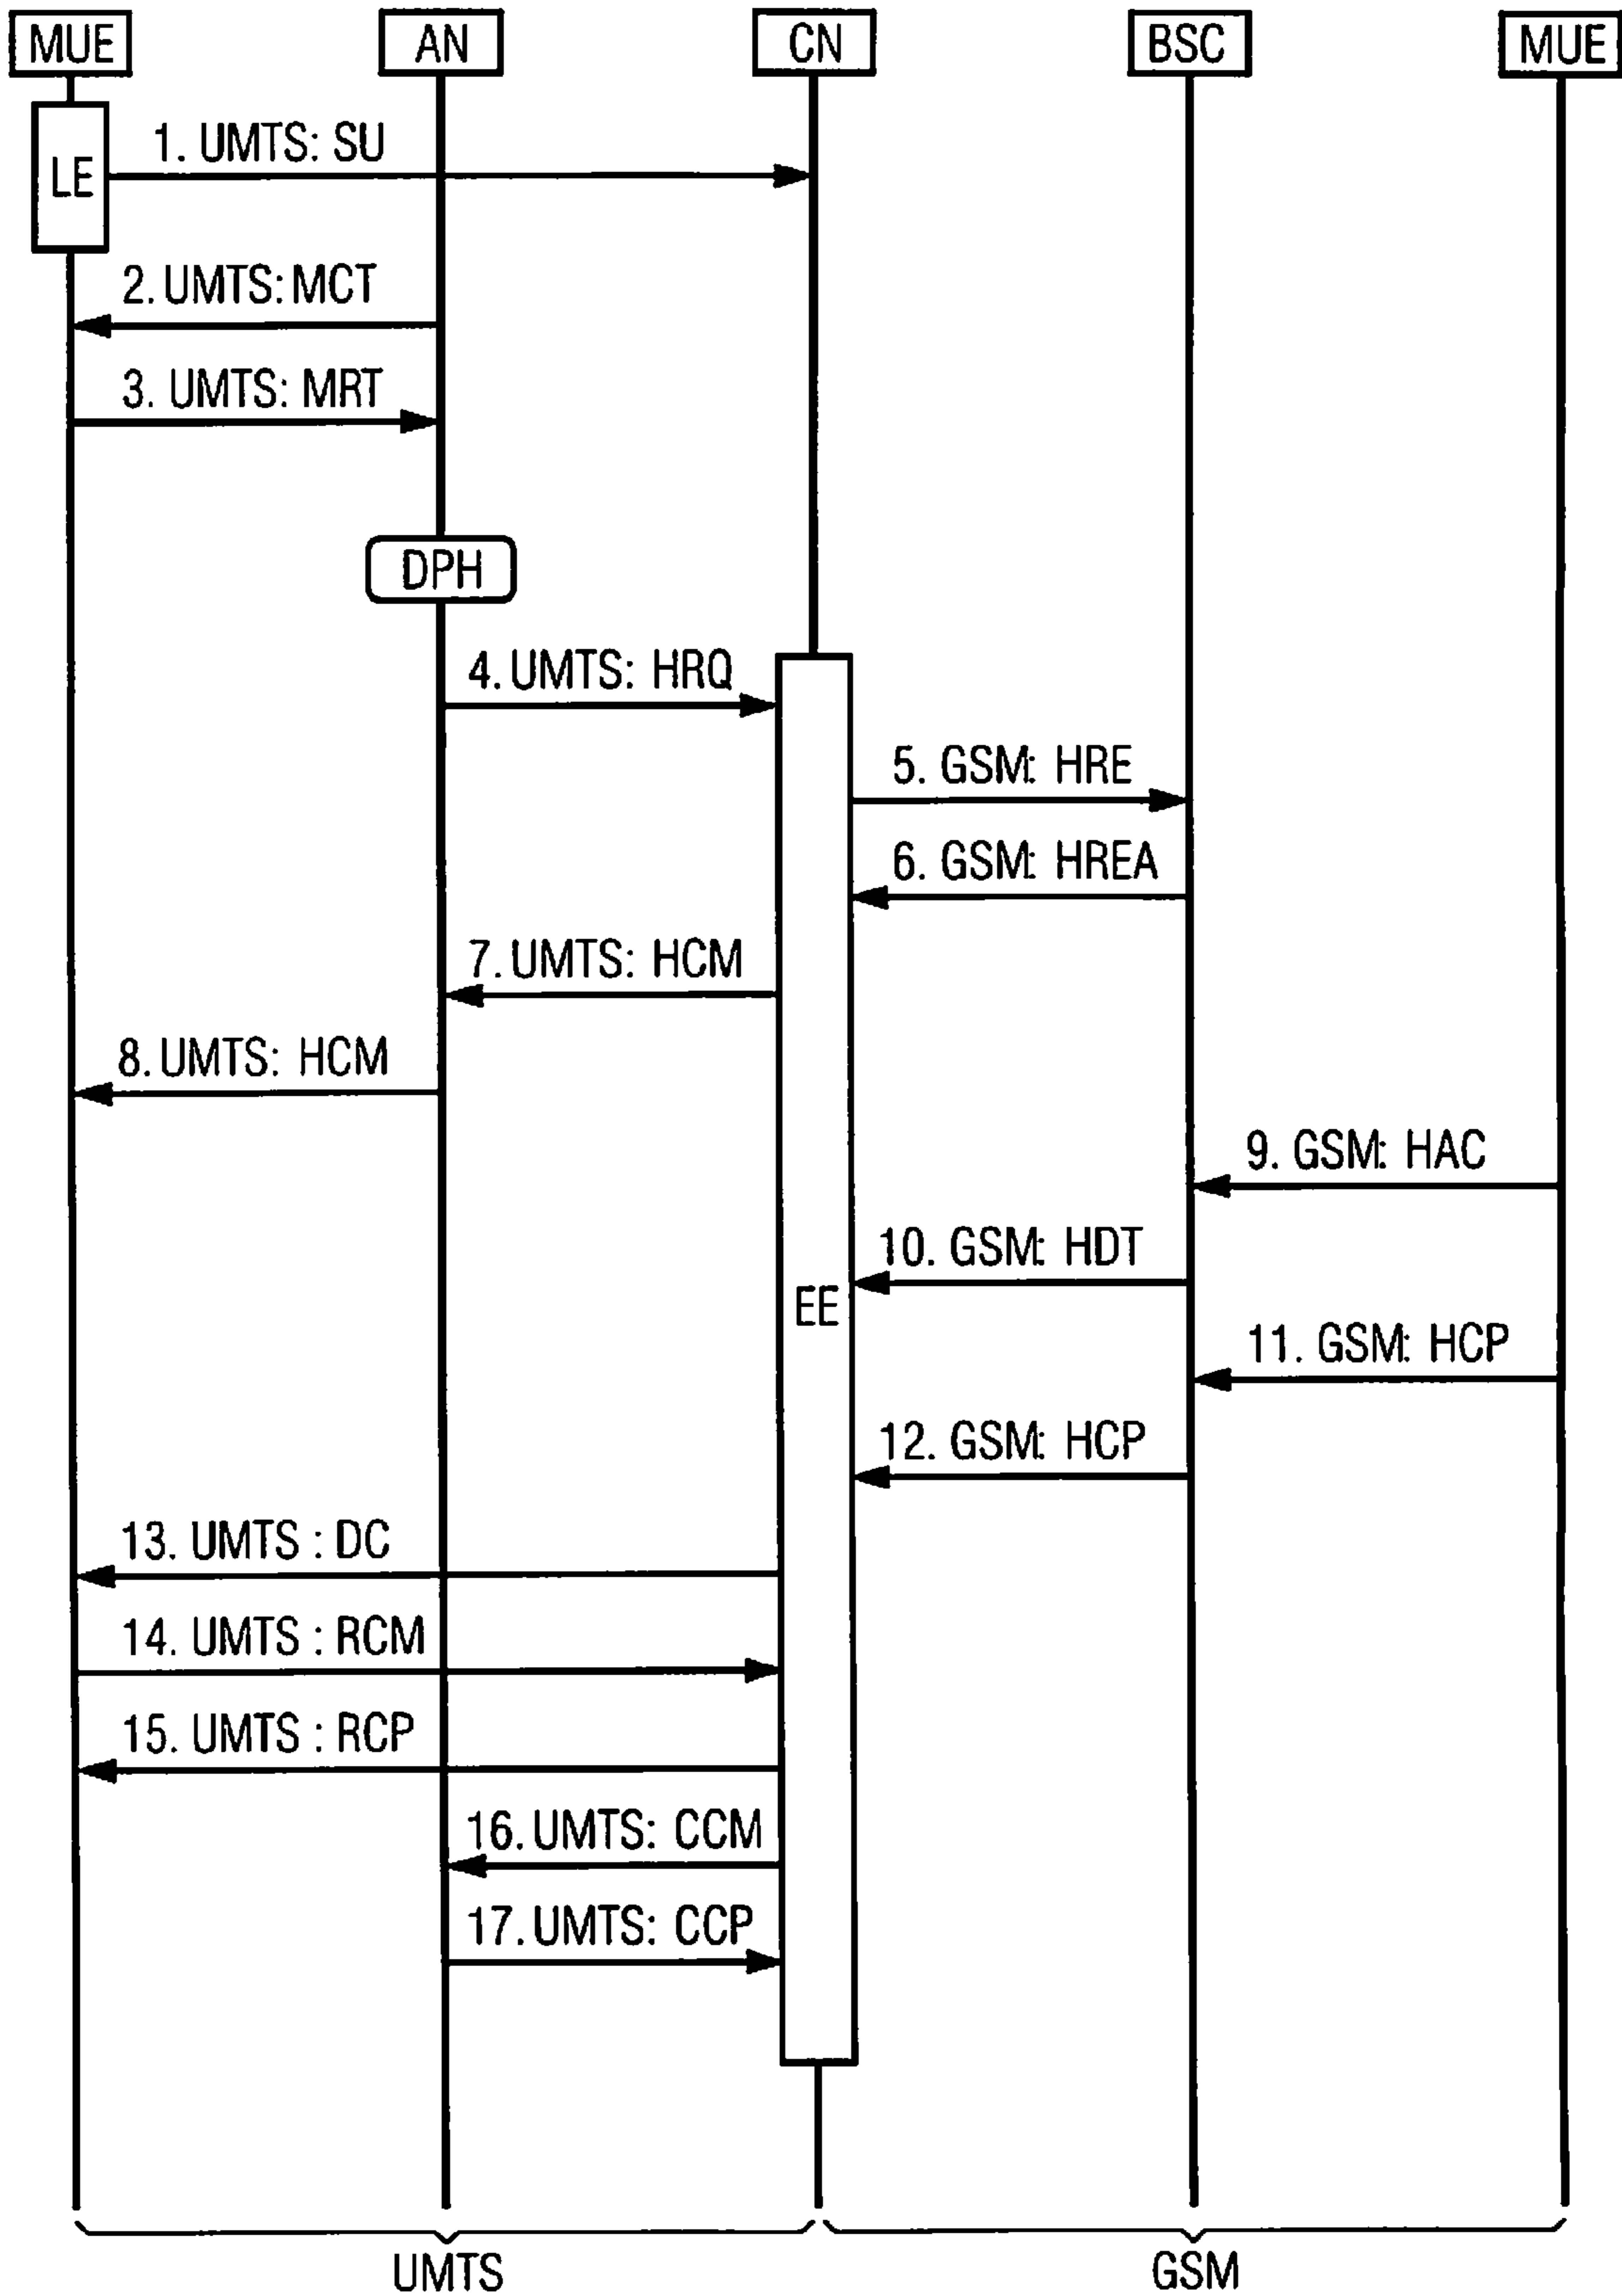 MUE AN CN BSC MUE
LE
1. UMTS: SU
2. UMTS: MCT
3. UMTS: MRT
DPH
4. UMTS: HRQ
5. GSM: HRE
6. GSM: HREA
7. UMTS: HCM
8. UMTS: HCM
9. GSM: HAC
10. GSM: HDT
EE
11. GSM: HCP
12. GSM: HCP
13. UMTS : DC
14. UMTS : RCM
15. UMTS : RCP
16. UMTS: CCM
17. UMTS: CCP
UMTS GSM